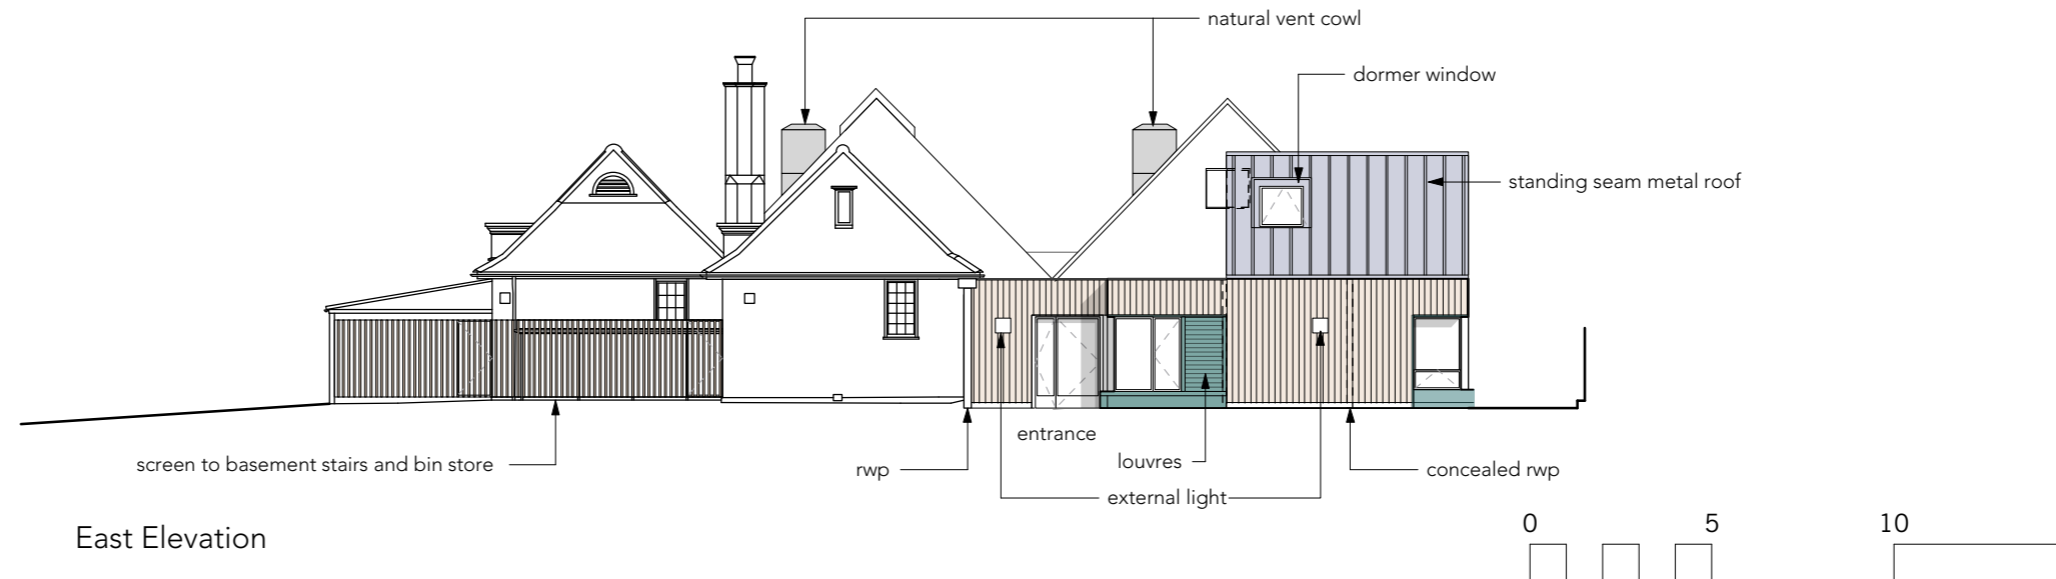 natural vent cowl
dormer window
standing seam metal roof
entrance
screen to basement stairs and bin store
rwp
louvres
concealed rwp
external light
East Elevation
0 5 10